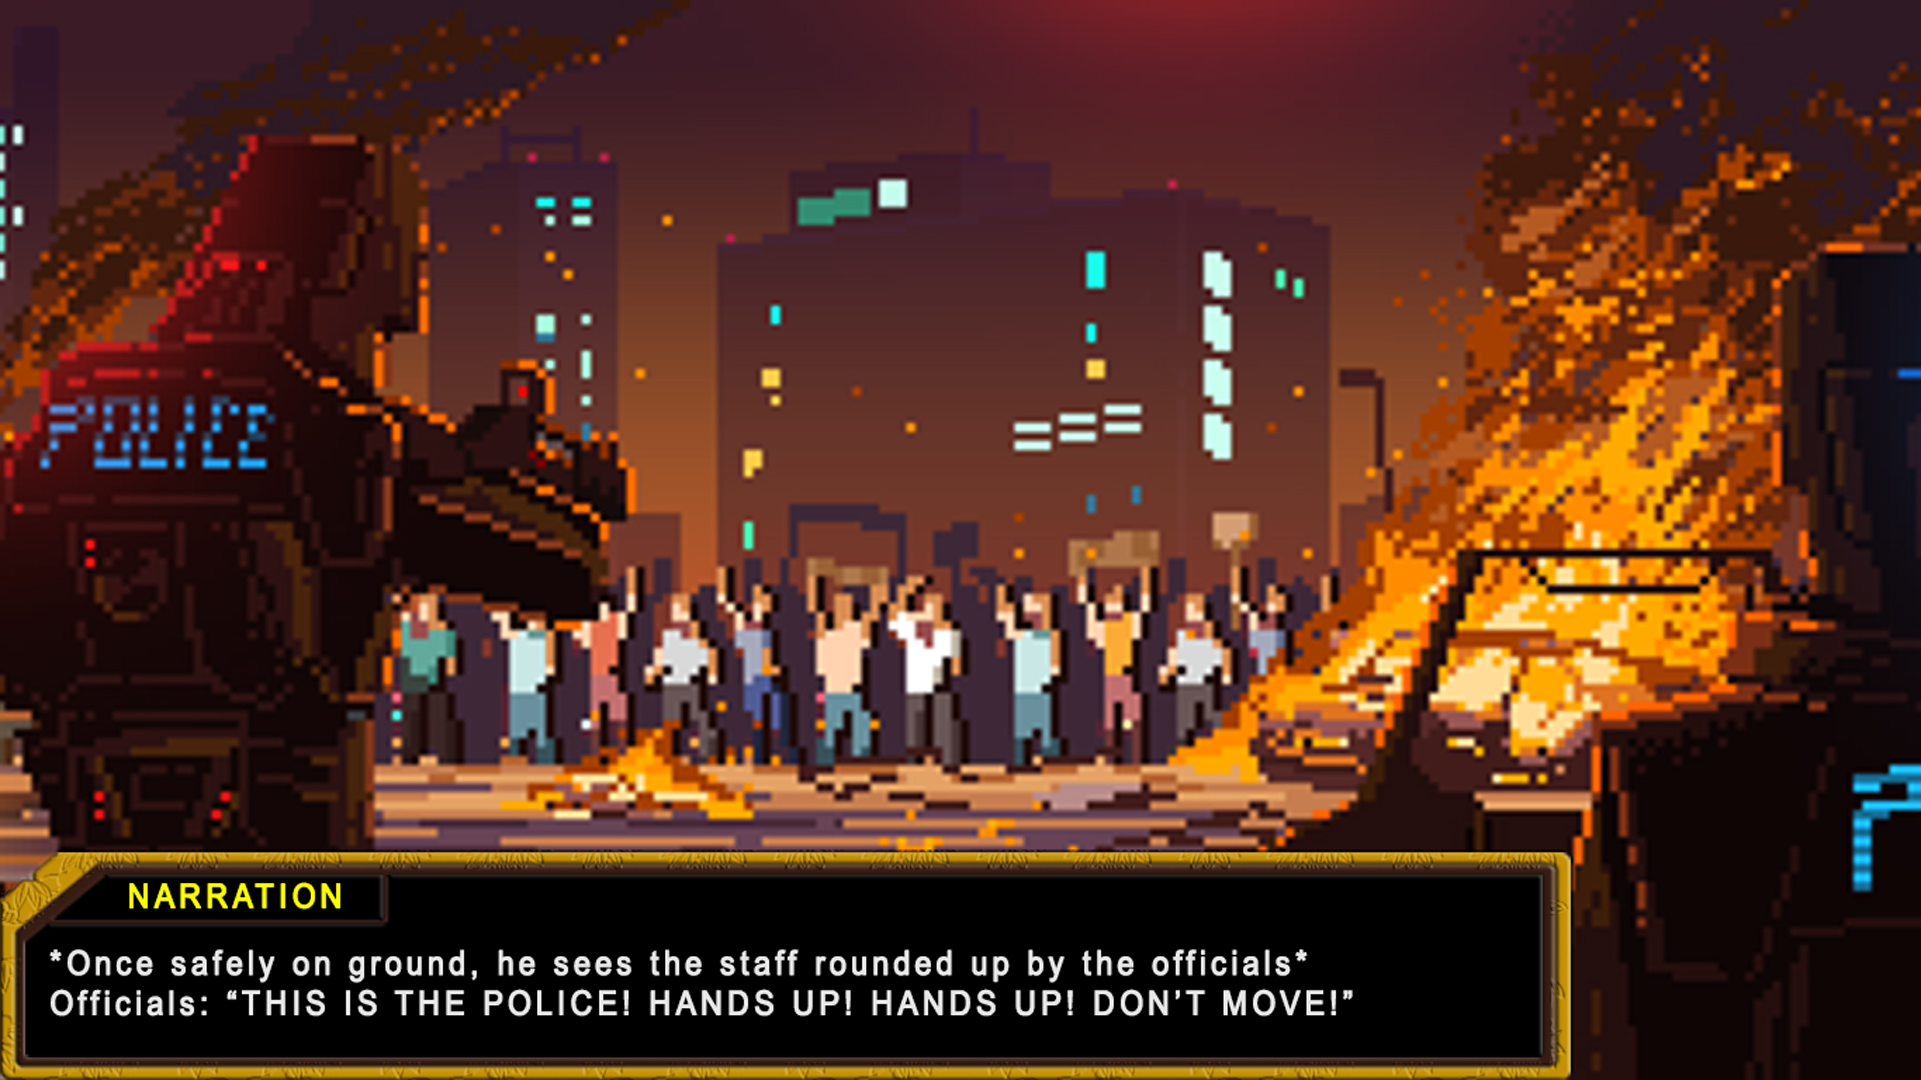 POLICE
NARRATION
*Once safely on ground, he sees the staff rounded up by the officials*
Officials: “THIS IS THE POLICE! HANDS UP! HANDS UP! DON’T MOVE!”